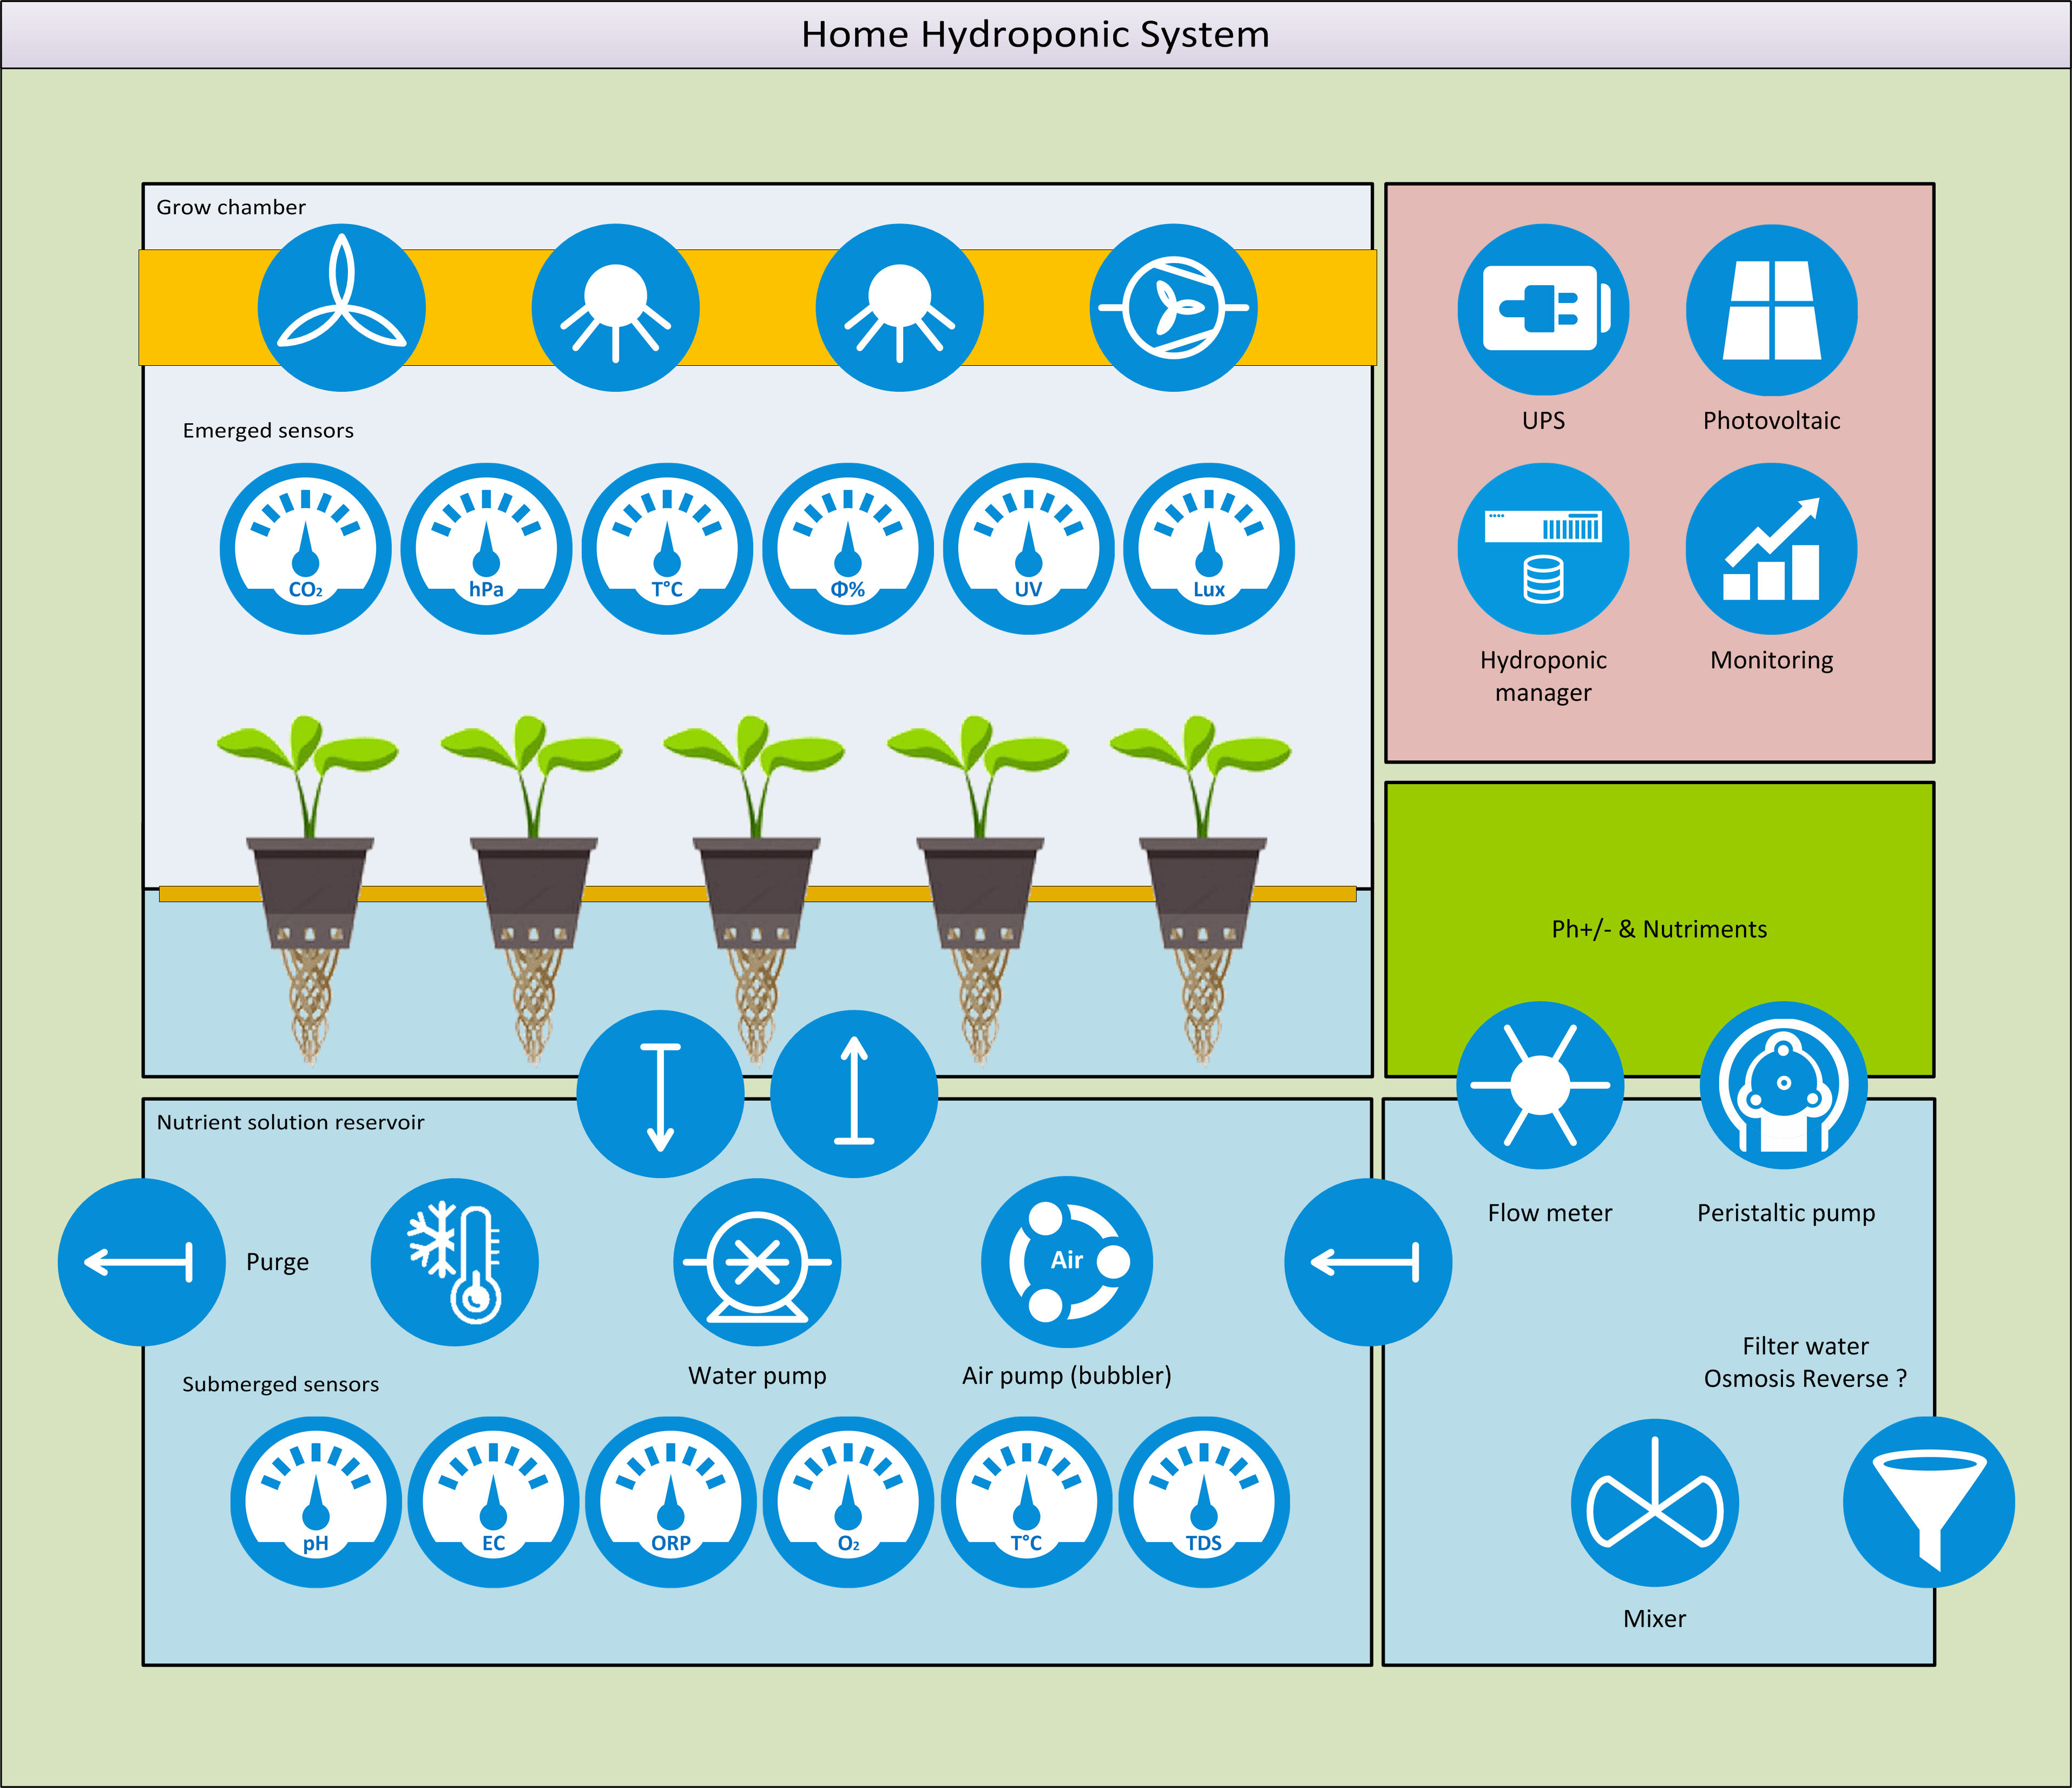 Home Hydroponic System
Grow chamber
Emerged sensors
CO₂
hPa
T°C
Φ%
UV
Lux
UPS
Photovoltaic
Hydroponic
manager
Monitoring
Ph+/- & Nutriments
Flow meter
Peristaltic pump
Nutrient solution reservoir
Purge
Air
Water pump
Air pump (bubbler)
Submerged sensors
pH
EC
ORP
O₂
T°C
TDS
Filter water
Osmosis Reverse ?
Mixer